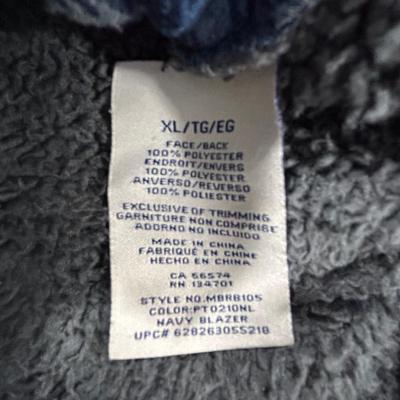 XL/TG/EG
FACE/BACK
100% POLYESTER
ENDROIT/ENVERS
100% POLYESTER
ANVERSO/REVERSO
100% POLIESTER
EXCLUSIVE OF TRIMMING
GARNITURE NON COMPRISE
ADORNO NO INCLUIDO
MADE IN CHINA
FABRIQUÉ EN CHINE
HECHO EN CHINA
CA 56574
RN 134701
STYLE NO.MBRB105
COLOR:PT0210NL
NAVY BLAZER
UPC# 628263055218